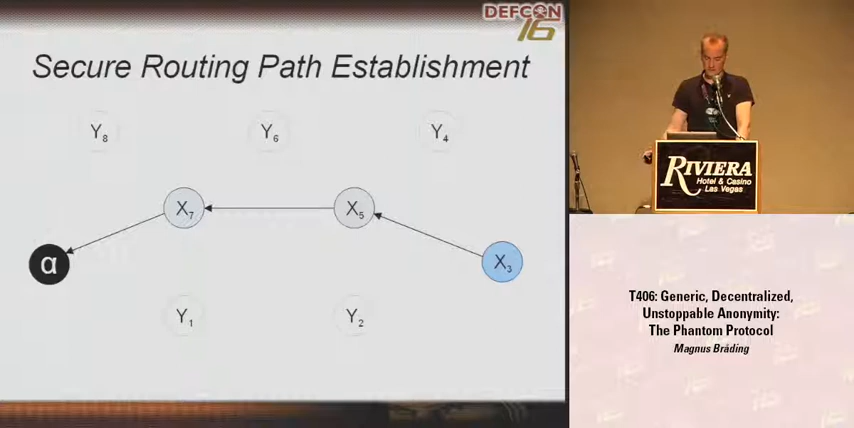 DEFCON
16
Secure Routing Path Establishment
Y8
Y6
Y4
X7
X5
α
X3
Y1
Y2
RIVIERA
Hotel & Casino
Las Vegas
T406: Generic, Decentralized,
Unstoppable Anonymity:
The Phantom Protocol
Magnus Bråding